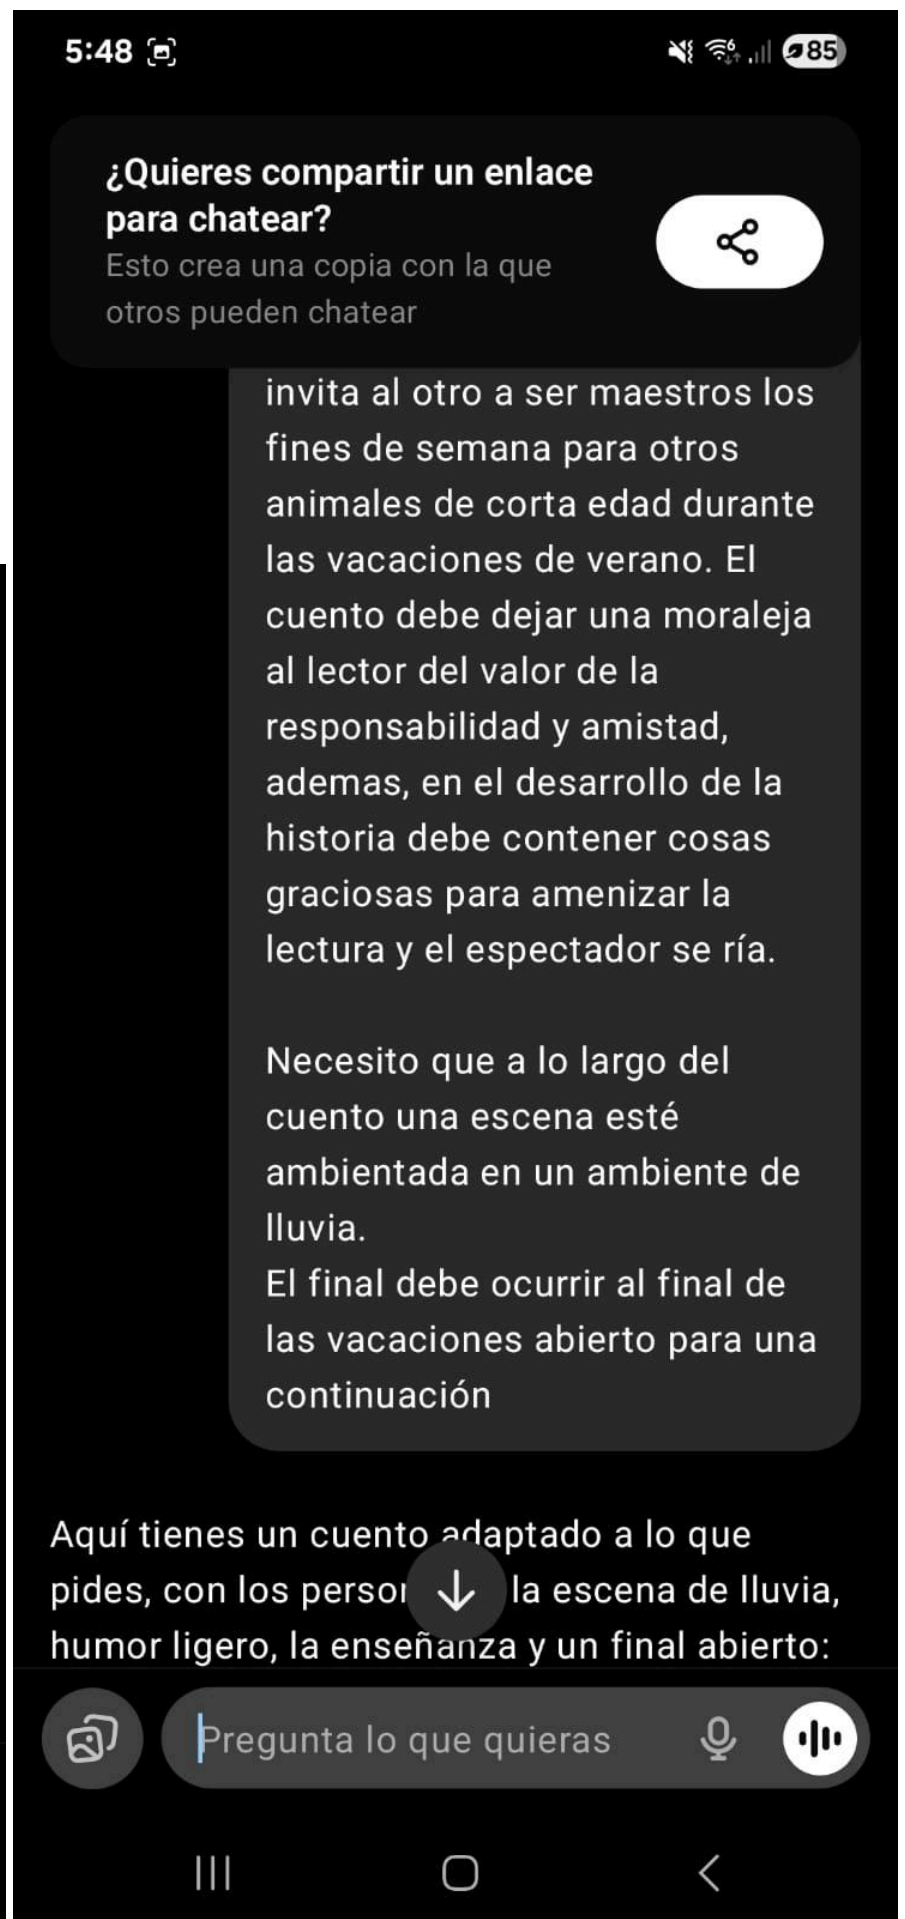 5:48
85
¿Quieres compartir un enlace
para chatear?
Esto crea una copia con la que
otros pueden chatear
invita al otro a ser maestros los
fines de semana para otros
animales de corta edad durante
las vacaciones de verano. El
cuento debe dejar una moraleja
al lector del valor de la
responsabilidad y amistad,
ademas, en el desarrollo de la
historia debe contener cosas
graciosas para amenizar la
lectura y el espectador se ría.
Necesito que a lo largo del
cuento una escena esté
ambientada en un ambiente de
lluvia.
El final debe ocurrir al final de
las vacaciones abierto para una
continuación
Aquí tienes un cuento adaptado a lo que
pides, con los la escena de lluvia,
humor ligero, la enseñanza y un final abierto:
Pregunta lo que quieras